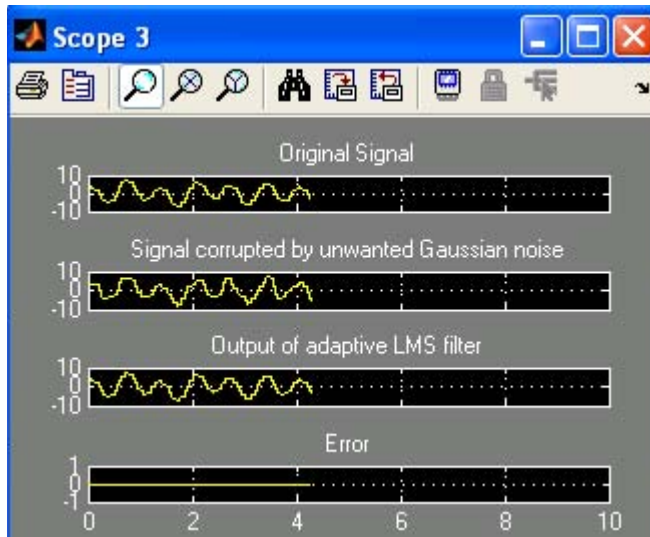 Scope 3
Original Signal
10
0
-10
Signal corrupted by unwanted Gaussian noise
10
0
-10
Output of adaptive LMS filter
10
0
-10
Error
1
0
-1
0 2 4 6 8 10